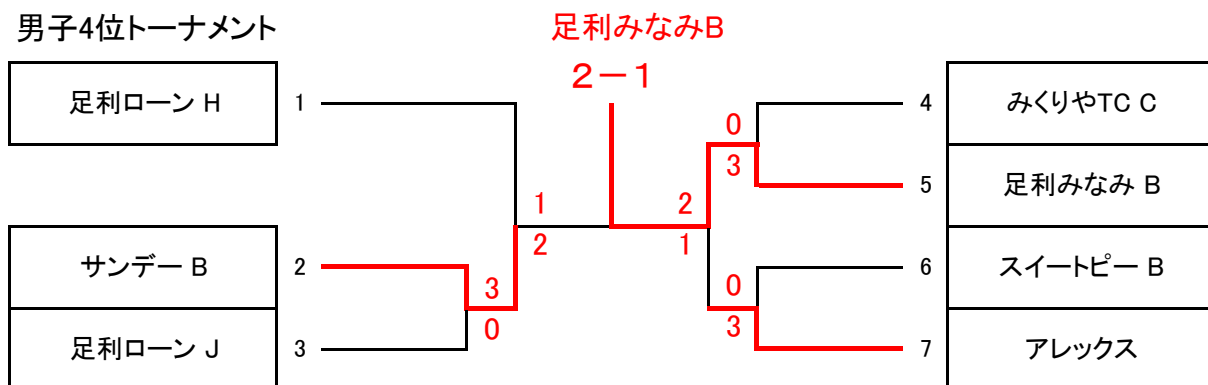 男子4位トーナメント
足利みなみB
2-1
足利ローン H
1
4
みくりやTC C
0
3
5
足利みなみ B
1
2
2
1
サンデー B
2
6
スイートピー B
3
0
0
3
足利ローン J
3
7
アレックス